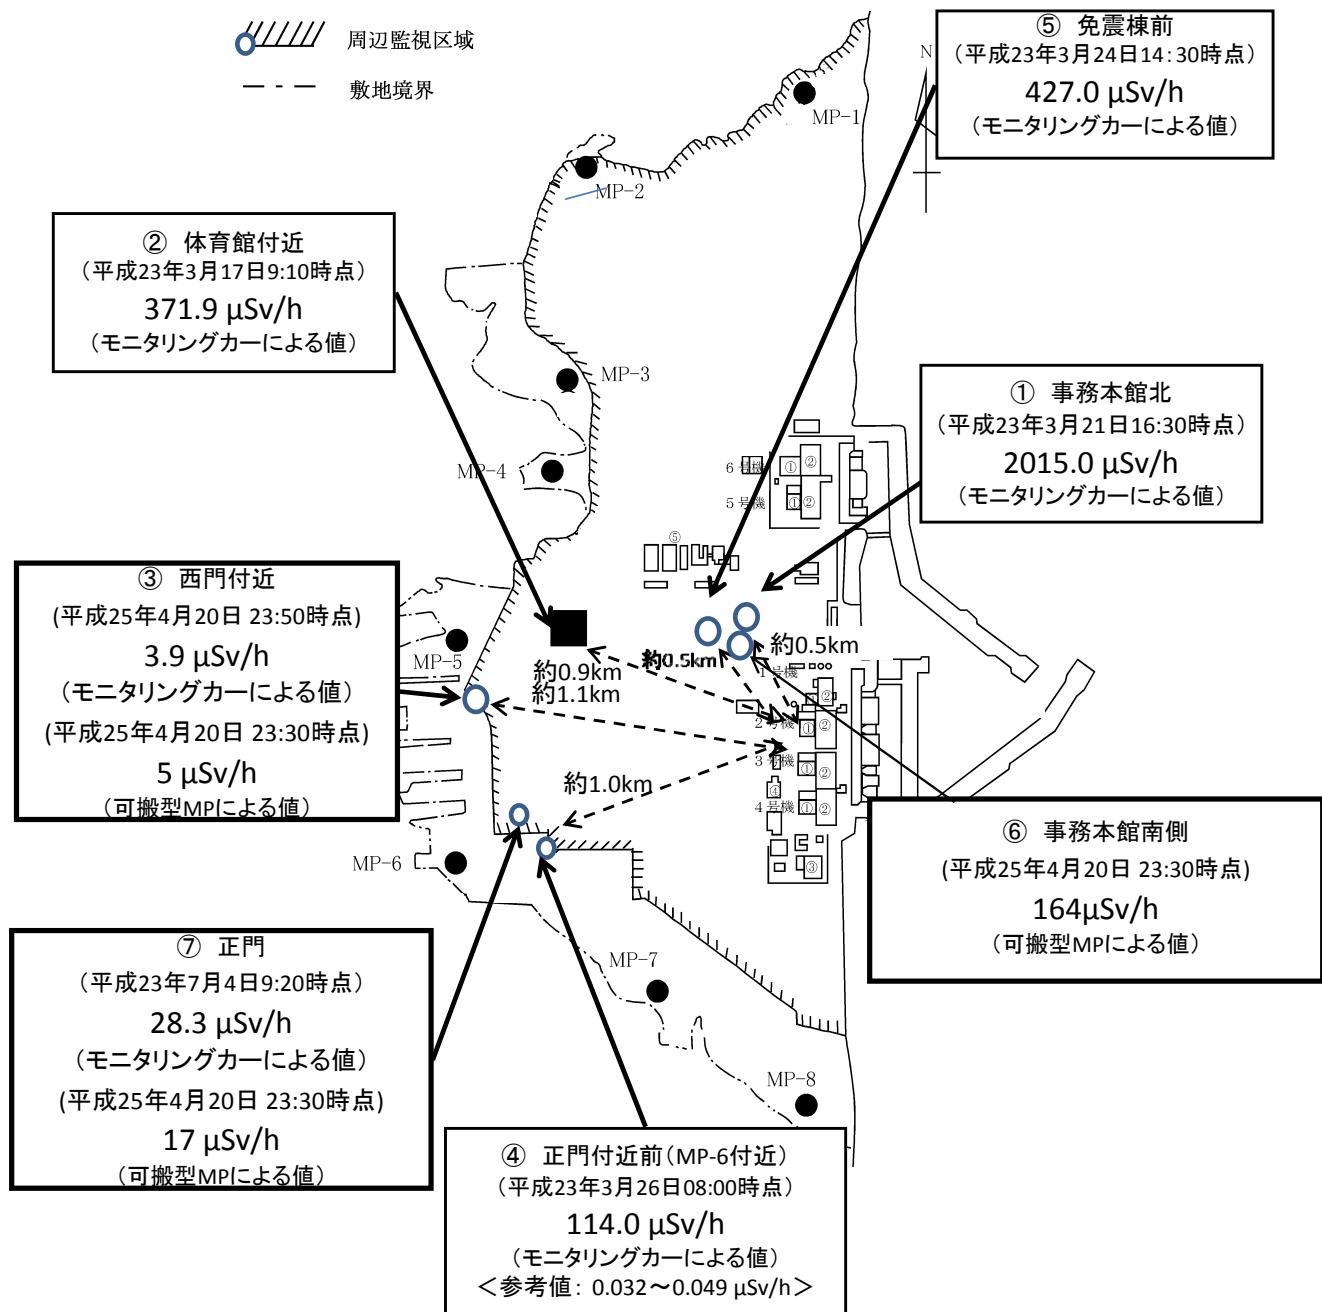 周辺監視区域
敷地境界
⑤ 免震棟前
（平成23年3月24日14:30時点）
427.0 μSv/h
（モニタリングカーによる値）
N
MP-1
MP-2
② 体育館付近
（平成23年3月17日9:10時点）
371.9 μSv/h
（モニタリングカーによる値）
MP-3
① 事務本館北
（平成23年3月21日16:30時点）
2015.0 μSv/h
（モニタリングカーによる値）
MP-4
6号機
①
②
5号機
①
②
⑤
③ 西門付近
(平成25年4月20日 23:50時点)
3.9 μSv/h
（モニタリングカーによる値）
(平成25年4月20日 23:30時点)
5 μSv/h
（可搬型MPによる値）
MP-5
約0.9km
約1.1km
約0.5km
約0.5km
1号機
②
2号機
①
②
3号機
①
②
約1.0km
④
4号機
①
②
③
MP-6
⑥ 事務本館南側
(平成25年4月20日 23:30時点)
164μSv/h
（可搬型MPによる値）
⑦ 正門
（平成23年7月4日9:20時点）
28.3 μSv/h
（モニタリングカーによる値）
(平成25年4月20日 23:30時点)
17 μSv/h
（可搬型MPによる値）
MP-7
MP-8
④ 正門付近前（MP-6付近）
（平成23年3月26日08:00時点）
114.0 μSv/h
（モニタリングカーによる値）
＜参考値： 0.032～0.049 μSv/h＞